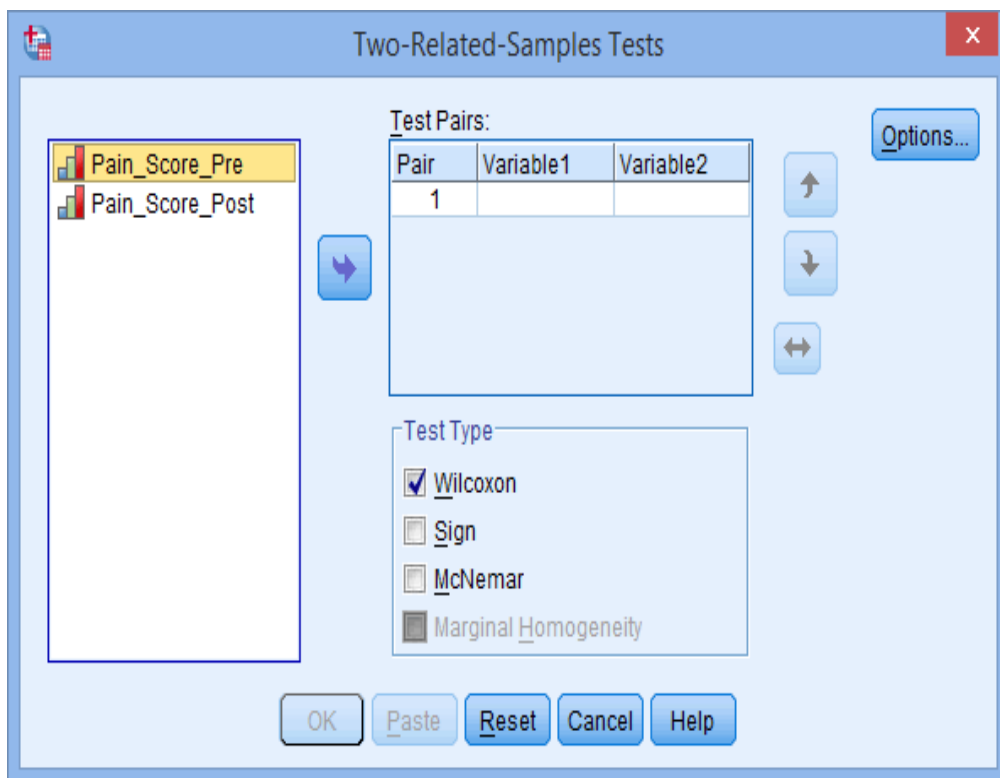 Two-Related-Samples Tests
x
Pain_Score_Pre
Pain_Score_Post
Test Pairs:
Pair Variable1 Variable2
1
Options...
Test Type
Wilcoxon
Sign
McNemar
Marginal Homogeneity
OK Paste Reset Cancel Help